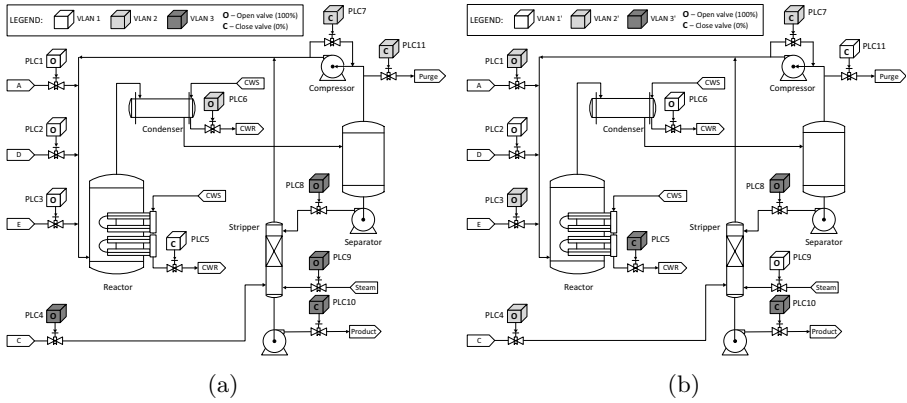 LEGEND: VLAN 1 VLAN 2 VLAN 3 O – Open valve (100%)
C – Close valve (0%)
PLC7
C
PLC11
C
Purge
Compressor
PLC1
O
A
CWS
PLC6
O
Condenser
CWR
PLC2
O
D
PLC3
O
E
PLC8
O
CWS
Stripper
PLC5
C
CWR
Separator
Reactor
PLC9
O
Steam
PLC10
C
Product
PLC4
O
C
(a)
LEGEND: VLAN 1' VLAN 2' VLAN 3' O – Open valve (100%)
C – Close valve (0%)
PLC7
C
PLC11
C
Purge
Compressor
PLC1
O
A
CWS
PLC6
O
Condenser
CWR
PLC2
O
D
PLC3
O
E
PLC8
O
CWS
Stripper
PLC5
C
CWR
Separator
Reactor
PLC9
O
Steam
PLC10
C
Product
PLC4
O
C
(b)